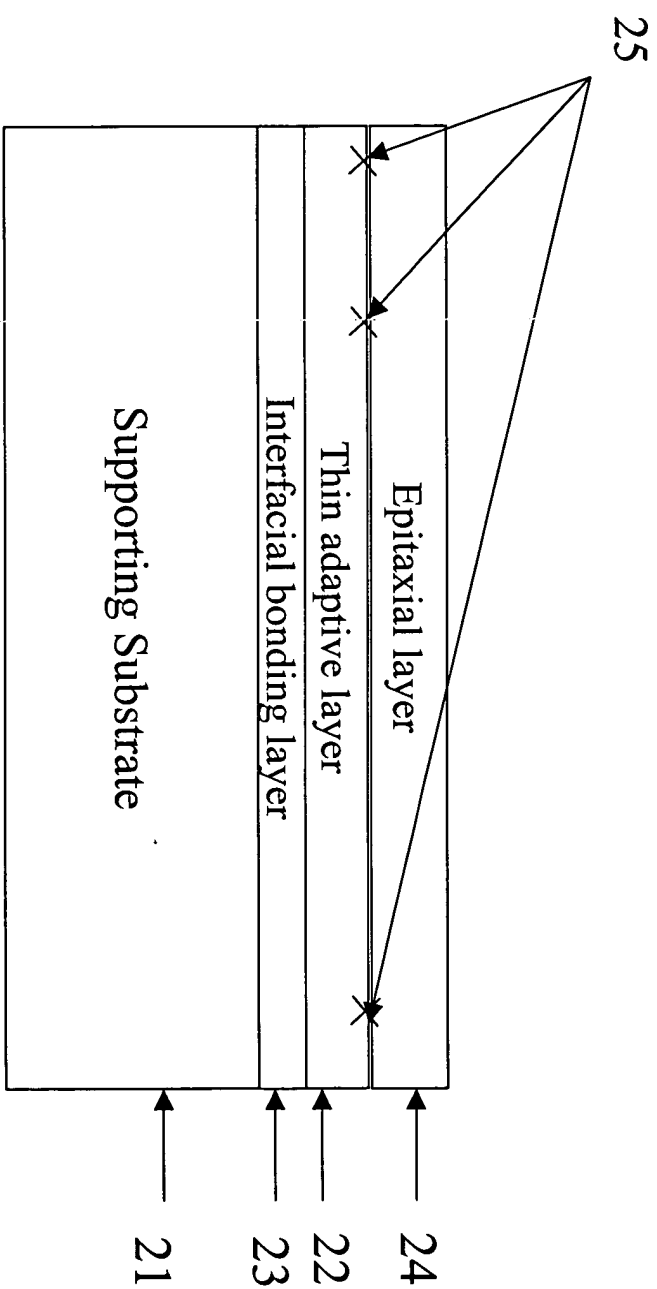 25
Epitaxial layer
24
Thin adaptive layer
22
Interfacial bonding layer
23
Supporting Substrate
21